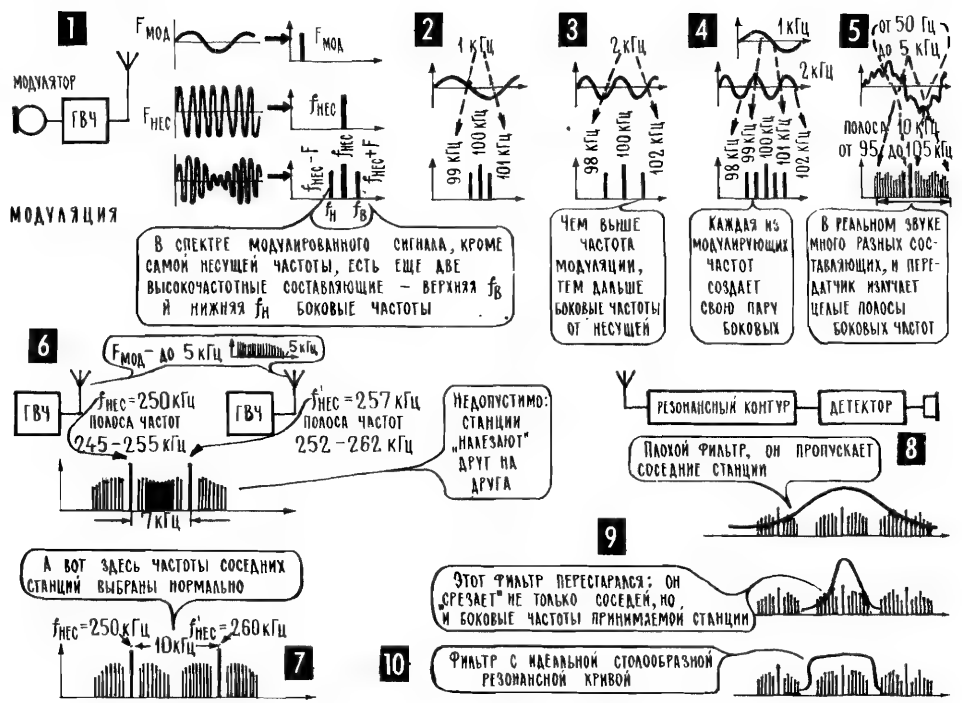 1
Fмод
Fмод
МОДУЛЯТОР
ГВЧ
Fнес
fнес
fнес−F
fнес
fнес+F
fн
fв
МОДУЛЯЦИЯ
В СПЕКТРЕ МОДУЛИРОВАННОГО СИГНАЛА, КРОМЕ
САМОЙ НЕСУЩЕЙ ЧАСТОТЫ, ЕСТЬ ЕЩЕ ДВЕ
ВЫСОКОЧАСТОТНЫЕ СОСТАВЛЯЮЩИЕ – ВЕРХНЯЯ fв
И НИЖНЯЯ fн БОКОВЫЕ ЧАСТОТЫ
2
1 кГц
99 кГц
100 кГц
101 кГц
3
2 кГц
98 кГц
100 кГц
102 кГц
ЧЕМ ВЫШЕ
ЧАСТОТА
МОДУЛЯЦИИ,
ТЕМ ДАЛЬШЕ
БОКОВЫЕ ЧАСТОТЫ
ОТ НЕСУЩЕЙ
4
1 кГц
2 кГц
98 кГц
99 кГц
100 кГц
101 кГц
102 кГц
КАЖДАЯ ИЗ
МОДУЛИРУЮЩИХ
ЧАСТОТ
СОЗДАЕТ
СВОЮ ПАРУ
БОКОВЫХ
5
ОТ 50 Гц
ДО 5 кГц
ПОЛОСА 10 кГц
ОТ 95 ДО 105 кГц
В РЕАЛЬНОМ ЗВУКЕ
МНОГО РАЗНЫХ СОС-
ТАВЛЯЮЩИХ, И ПЕРЕ-
ДАТЧИК ИЗЛУЧАЕТ
ЦЕЛЫЕ ПОЛОСЫ
БОКОВЫХ ЧАСТОТ
6
Fмод – ДО 5 кГц
5 кГц
ГВЧ
fнес=250 кГц
ПОЛОСА ЧАСТОТ
245–255 кГц
ГВЧ
f'нес=257 кГц
ПОЛОСА ЧАСТОТ
252–262 кГц
7 кГц
НЕДОПУСТИМО:
СТАНЦИИ
„НАЛЕЗАЮТ"
ДРУГ НА
ДРУГА
А ВОТ ЗДЕСЬ ЧАСТОТЫ СОСЕДНИХ
СТАНЦИЙ ВЫБРАНЫ НОРМАЛЬНО
fнес=250 кГц
f'нес=260 кГц
10 кГц
7
РЕЗОНАНСНЫЙ КОНТУР
ДЕТЕКТОР
8
ПЛОХОЙ ФИЛЬТР, ОН ПРОПУСКАЕТ
СОСЕДНИЕ СТАНЦИИ
9
ЭТОТ ФИЛЬТР ПЕРЕСТАРАЛСЯ: ОН
„СРЕЗАЕТ" НЕ ТОЛЬКО СОСЕДЕЙ, НО
И БОКОВЫЕ ЧАСТОТЫ ПРИНИМАЕМОЙ СТАНЦИИ
10
ФИЛЬТР С ИДЕАЛЬНОЙ СТОЛООБРАЗНОЙ
РЕЗОНАНСНОЙ КРИВОЙ